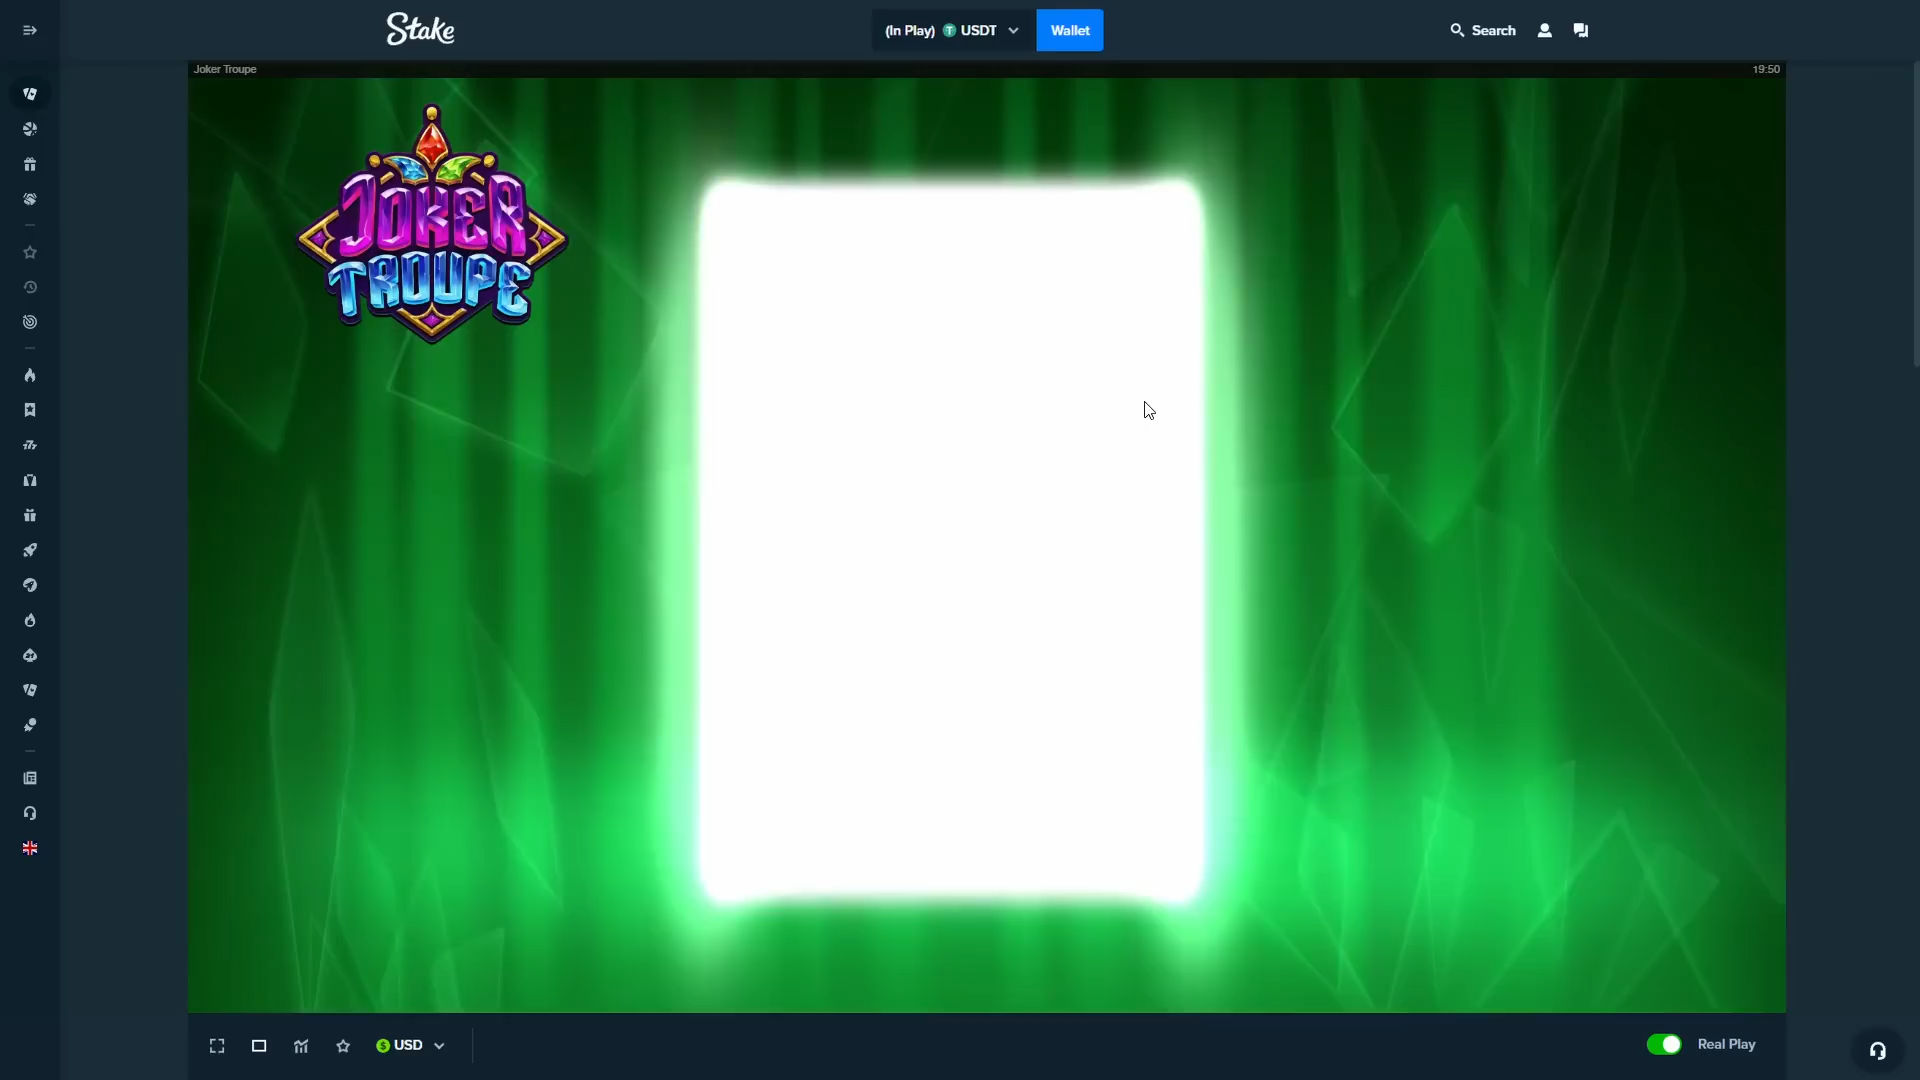 Stake
(In Play) USDT
Wallet
Search
Joker Troupe
19:50
JOKER
TROUPE
USD
Real Play